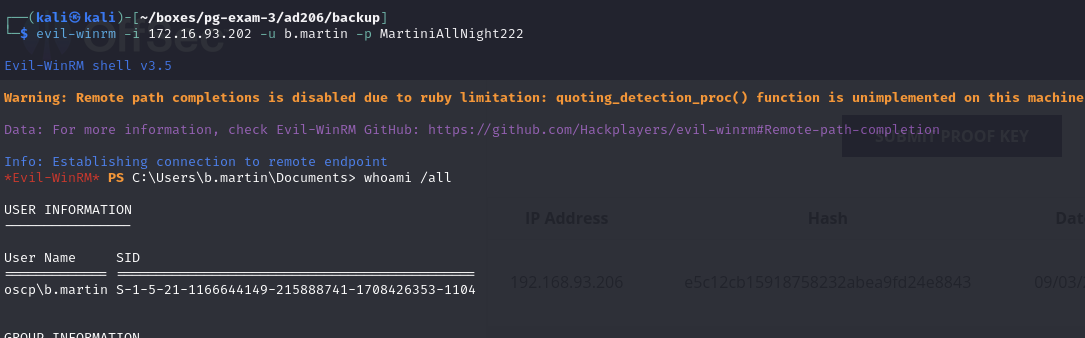 ┌──(kali㉿kali)-[~/boxes/pg-exam-3/ad206/backup]
└─$ evil-winrm -i 172.16.93.202 -u b.martin -p MartiniAllNight222
OffSec
Evil-WinRM shell v3.5
Warning: Remote path completions is disabled due to ruby limitation: quoting_detection_proc() function is unimplemented on this machine
Data: For more information, check Evil-WinRM GitHub: https://github.com/Hackplayers/evil-winrm#Remote-path-completion
SUBMIT PROOF KEY
Info: Establishing connection to remote endpoint
*Evil-WinRM* PS C:\Users\b.martin\Documents> whoami /all
USER INFORMATION
IP Address Hash Dat
User Name SID
oscp\b.martin S-1-5-21-1166644149-215888741-1708426353-1104
192.168.93.206 e5c12cb15918758232abea9fd24e8843 09/03/
GROUP INFORMATION